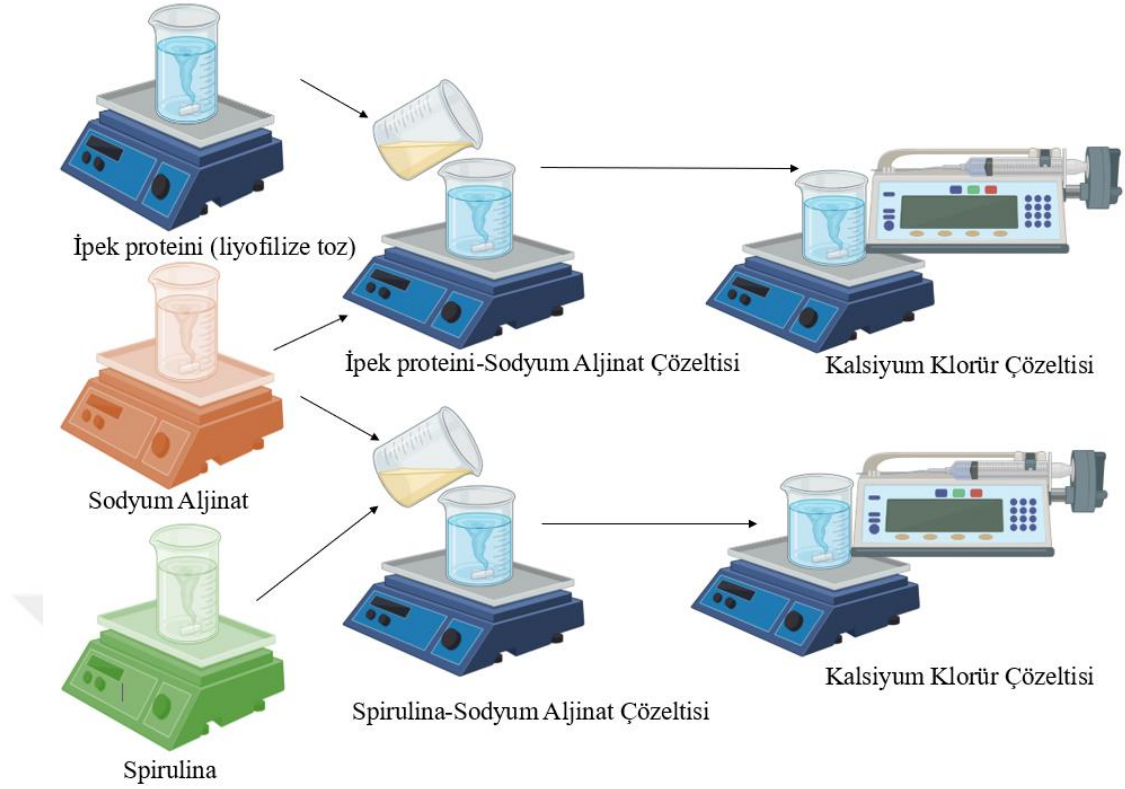 İpek proteini (liyofilize toz)
İpek proteini-Sodyum Aljinat Çözeltisi
Kalsiyum Klorür Çözeltisi
Sodyum Aljinat
Kalsiyum Klorür Çözeltisi
Spirulina-Sodyum Aljinat Çözeltisi
Spirulina